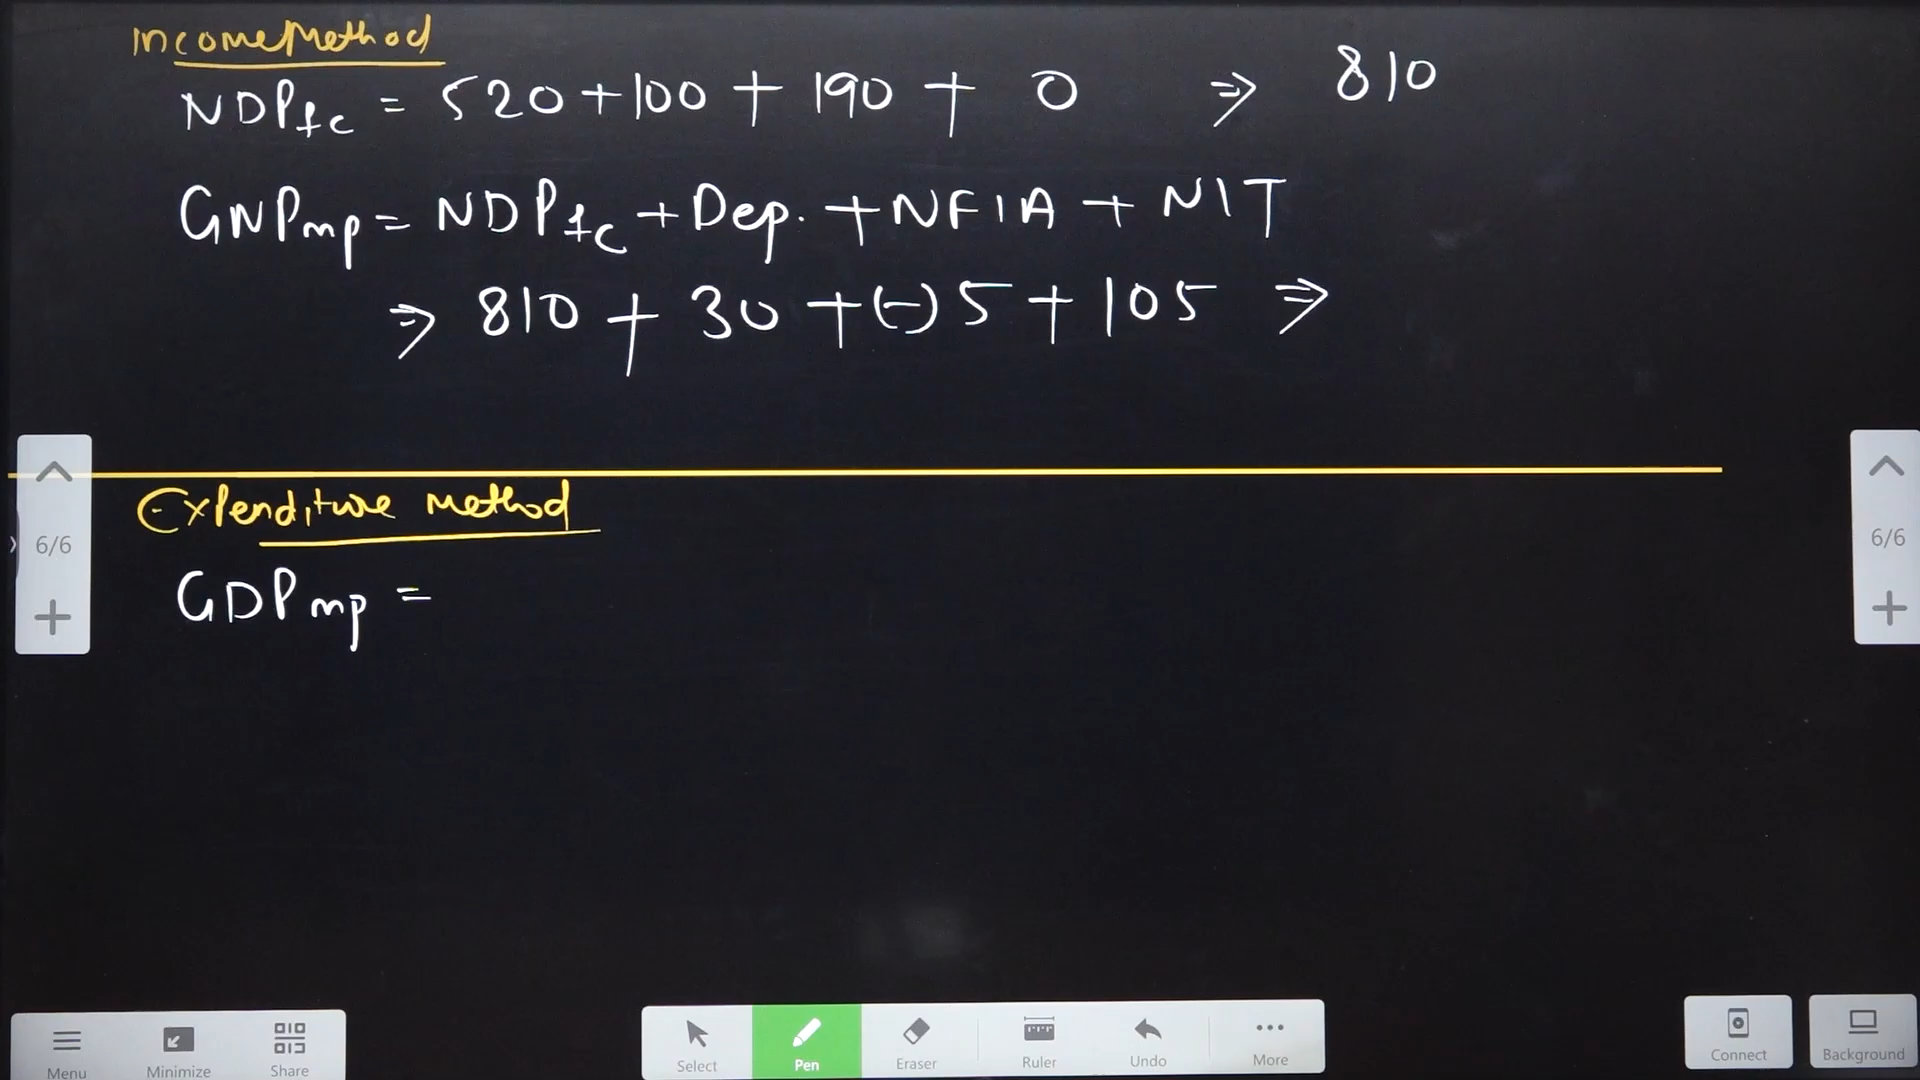 Income Method
NDPfc = 520 + 100 + 190 + 0 ⇒ 810
GNPmp = NDPfc + Dep. + NFIA + NIT
⇒ 810 + 30 + (-) 5 + 105 ⇒
Expenditure Method
GDPmp =
6/6
6/6
Menu
Minimize
Share
Select
Pen
Eraser
Ruler
Undo
More
Connect
Background